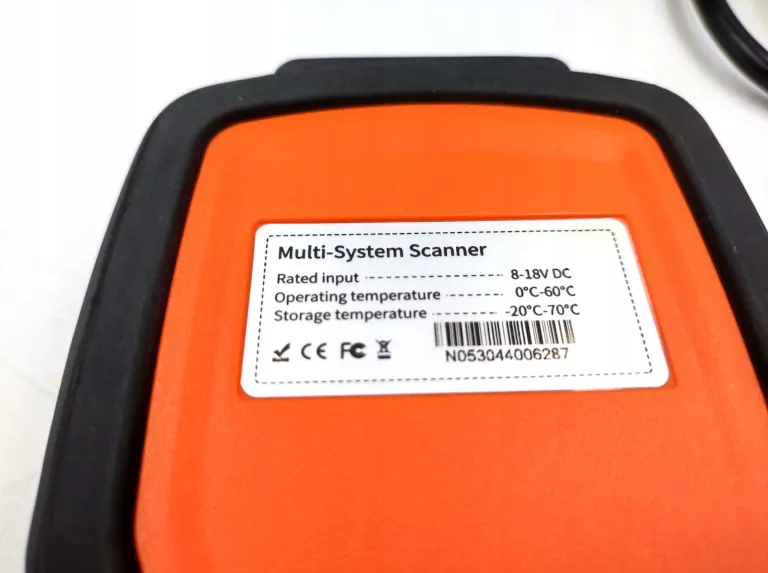 Multi-System Scanner
Rated input 8-18V DC
Operating temperature 0°C-60°C
Storage temperature -20°C-70°C
CE FC
N053044006287